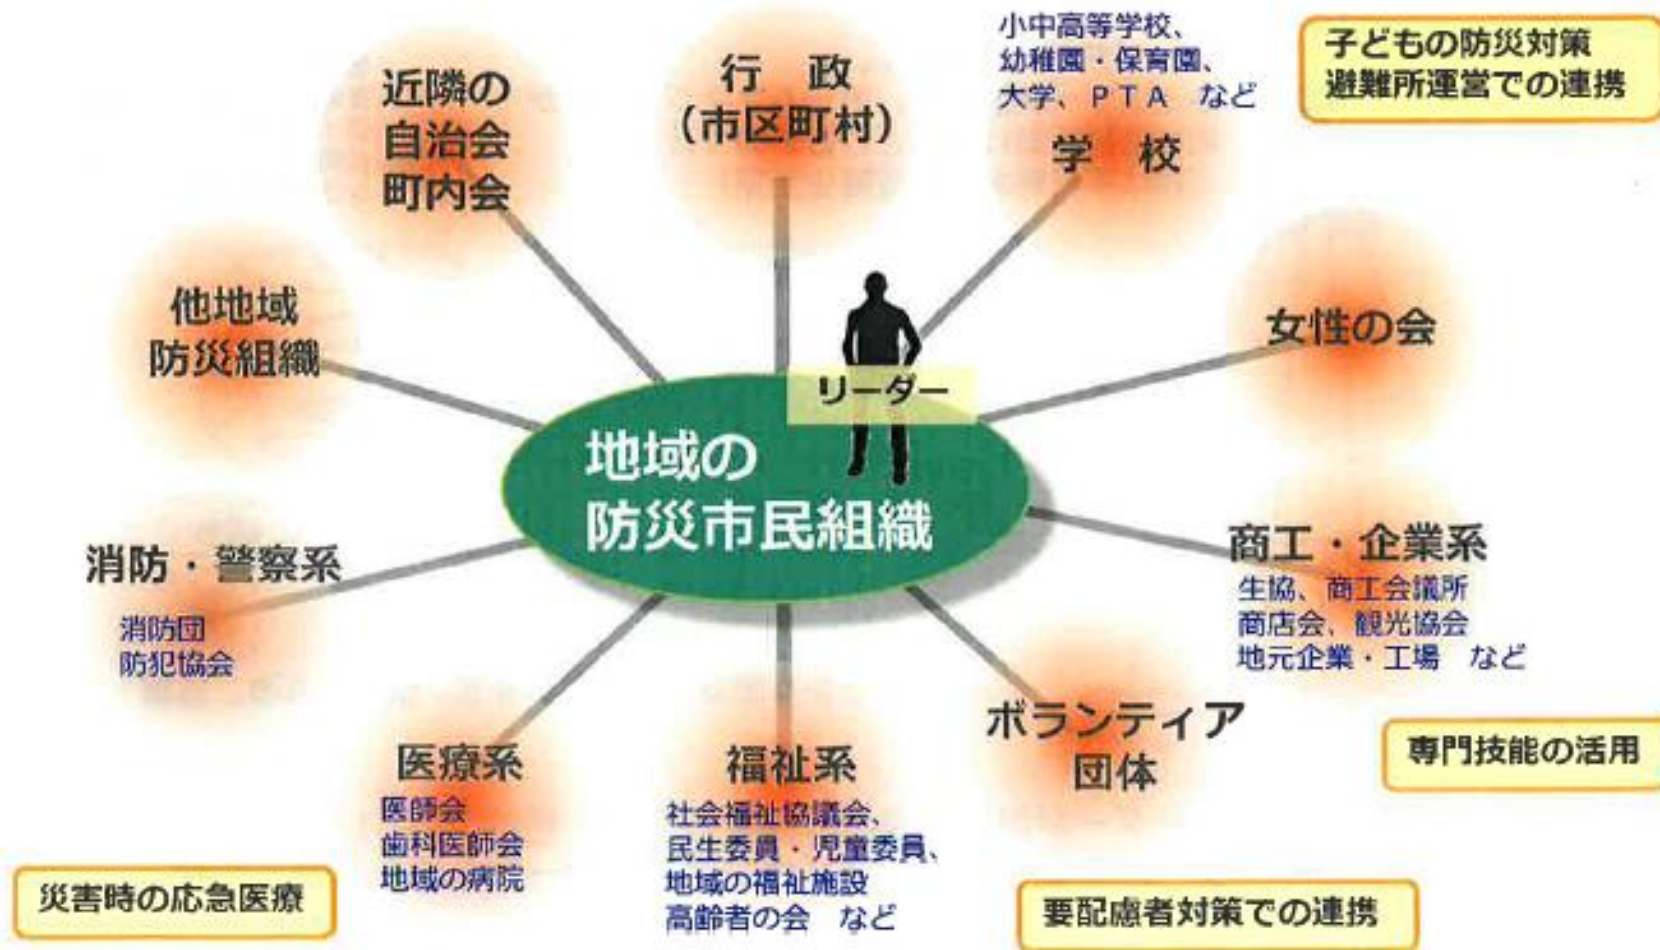 小中高等学校、
幼稚園・保育園、
大学、PTA　など
学　校
子どもの防災対策
避難所運営での連携
行　政
（市区町村）
近隣の
自治会
町内会
他地域
防災組織
女性の会
リーダー
地域の
防災市民組織
消防・警察系
消防団
防犯協会
商工・企業系
生協、商工会議所
商店会、観光協会
地元企業・工場　など
ボランティア
団体
専門技能の活用
医療系
医師会
歯科医師会
地域の病院
災害時の応急医療
福祉系
社会福祉協議会、
民生委員・児童委員、
地域の福祉施設
高齢者の会　など
要配慮者対策での連携